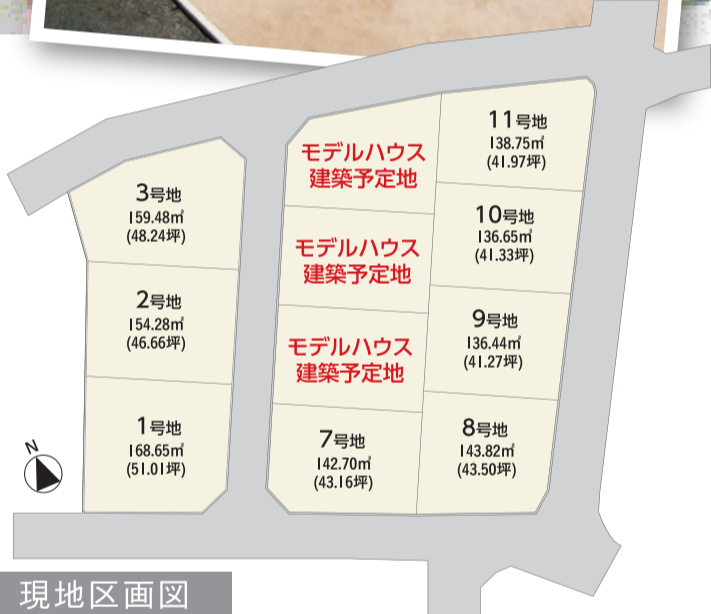 11号地
138.75㎡
(41.97坪)
モデルハウス
建築予定地
3号地
159.48㎡
(48.24坪)
10号地
136.65㎡
(41.33坪)
モデルハウス
建築予定地
2号地
154.28㎡
(46.66坪)
9号地
136.44㎡
(41.27坪)
モデルハウス
建築予定地
1号地
168.65㎡
(51.01坪)
7号地
142.70㎡
(43.16坪)
8号地
143.82㎡
(43.50坪)
N
現地区画図